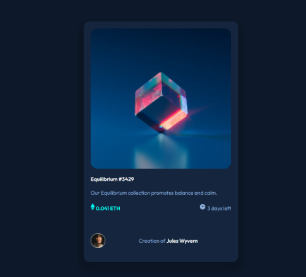 Equilibrium #3429
Our Equilibrium collection promotes balance and calm.
0.041 ETH
3 days left
Creation of Jules Wyvern